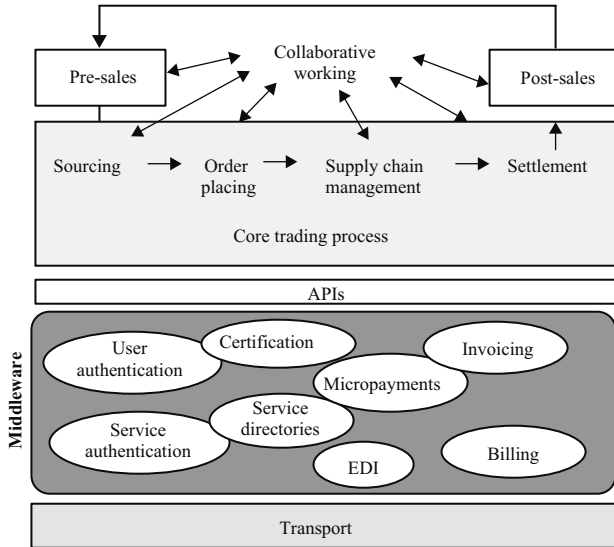 Collaborative
working
Pre-sales
Post-sales
Sourcing
Order
placing
Supply chain
management
Settlement
Core trading process
APIs
Middleware
User
authentication
Certification
Invoicing
Micropayments
Service
directories
Service
authentication
EDI
Billing
Transport